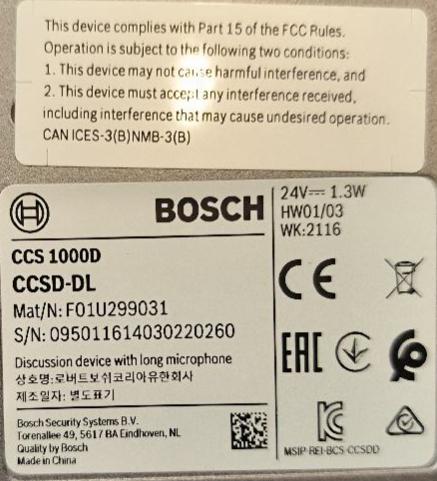 This device complies with Part 15 of the FCC Rules.
Operation is subject to the following two conditions:
1. This device may not cause harmful interference, and
2. This device must accept any interference received,
including interference that may cause undesired operation.
CAN ICES-3(B)NMB-3(B)
BOSCH
CCS 1000D
CCSD-DL
Mat/N: F01U299031
S/N: 095011614030220260
Discussion device with long microphone
상호명:로버트보쉬코리아유한회사
제조일자: 별도표기
Bosch Security Systems B.V.
Torenallee 49, 5617 BA Eindhoven, NL
Quality by Bosch
Made in China
24V⎓ 1.3W
HW01/03
WK:2116
CE
EAC
KC
MSIP-REI-BCS-CCSDD